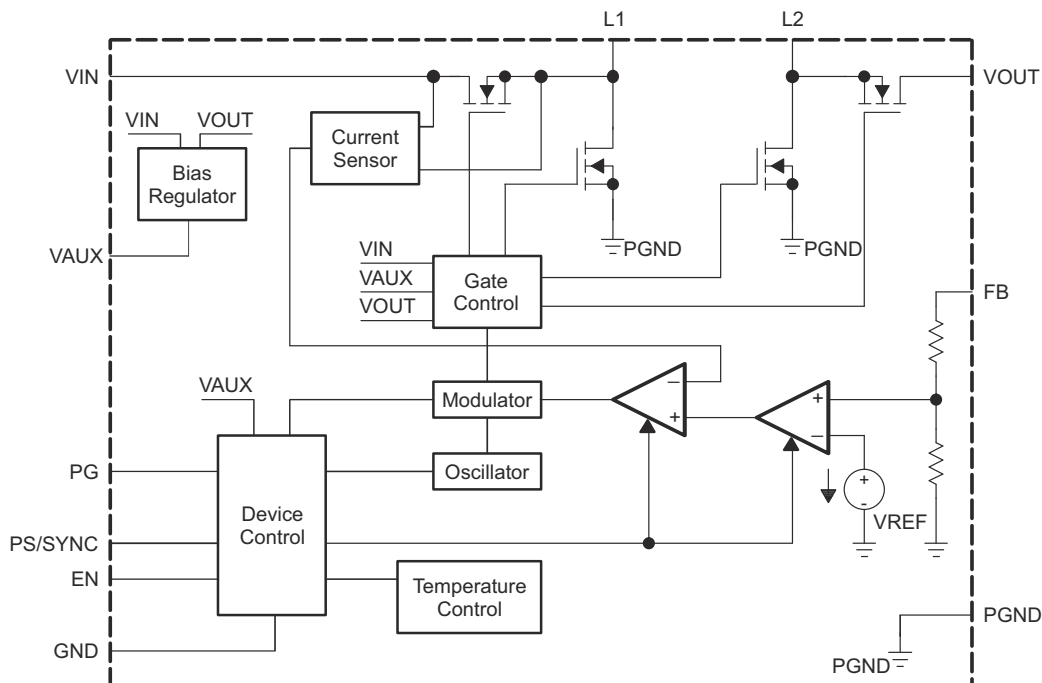 L1
L2
VIN
VOUT
VIN
VOUT
Current
Sensor
Bias
Regulator
VAUX
PGND
PGND
VIN
VAUX
VOUT
Gate
Control
FB
VAUX
Modulator
−
+
+
−
PG
Oscillator
+
-
VREF
Device
Control
PS/SYNC
EN
Temperature
Control
GND
PGND
PGND